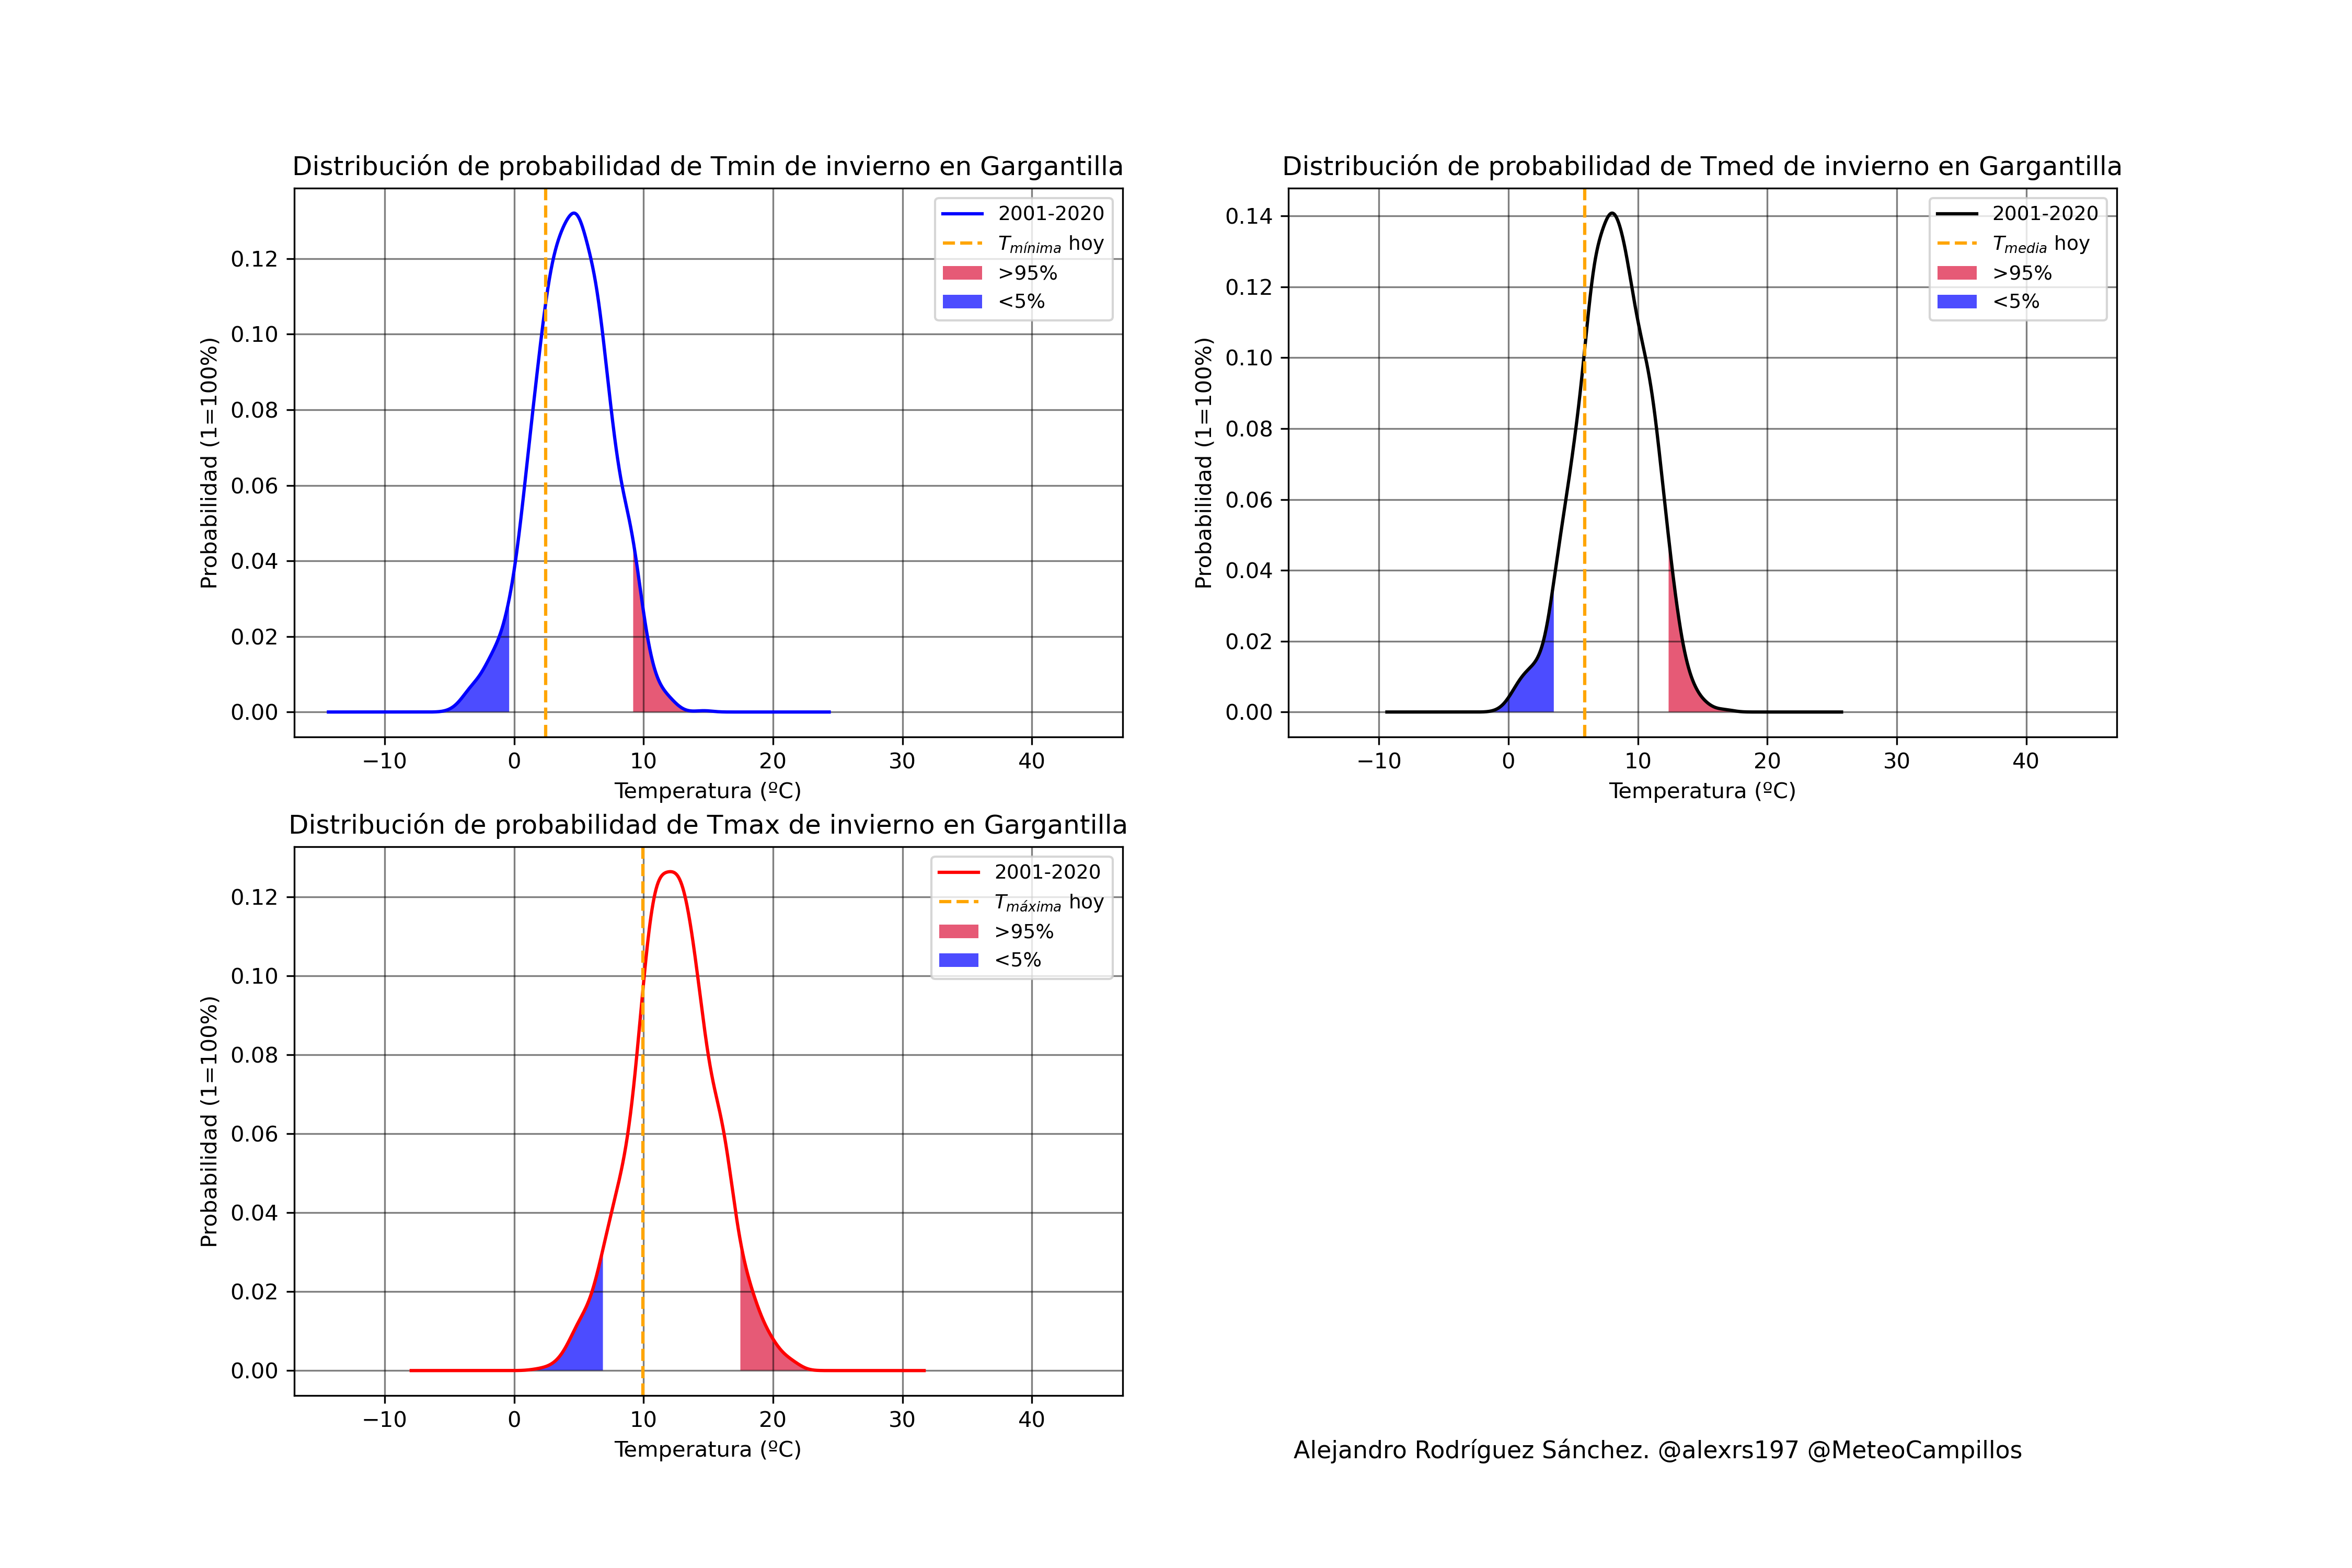 Distribución de probabilidad de Tmin de invierno en Gargantilla
Probabilidad (1=100%)
0.12
0.10
0.08
0.06
0.04
0.02
0.00
2001-2020
Tmínima hoy
>95%
<5%
−10 0 10 20 30 40
Temperatura (ºC)
Distribución de probabilidad de Tmed de invierno en Gargantilla
Probabilidad (1=100%)
0.14
0.12
0.10
0.08
0.06
0.04
0.02
0.00
2001-2020
Tmedia hoy
>95%
<5%
−10 0 10 20 30 40
Temperatura (ºC)
Distribución de probabilidad de Tmax de invierno en Gargantilla
Probabilidad (1=100%)
0.12
0.10
0.08
0.06
0.04
0.02
0.00
2001-2020
Tmáxima hoy
>95%
<5%
−10 0 10 20 30 40
Temperatura (ºC)
Alejandro Rodríguez Sánchez. @alexrs197 @MeteoCampillos